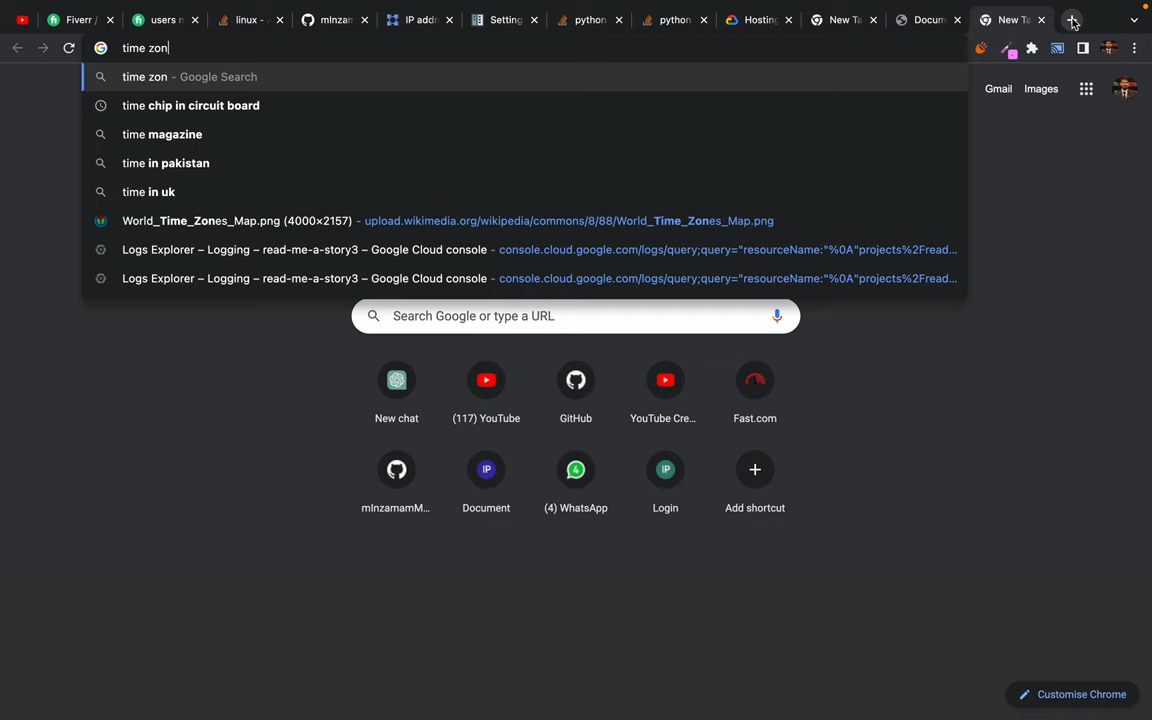 Fiverr /
users n
linux -
mInzam
IP addr
Setting
python
python
Hosting
New Ta
Docum
New Ta
time zon
time zon - Google Search
time chip in circuit board
time magazine
time in pakistan
time in uk
World_Time_Zones_Map.png (4000×2157) - upload.wikimedia.org/wikipedia/commons/8/88/World_Time_Zones_Map.png
Logs Explorer – Logging – read-me-a-story3 – Google Cloud console - console.cloud.google.com/logs/query;query="resourceName:"%0A"projects%2Fread...
Logs Explorer – Logging – read-me-a-story3 – Google Cloud console - console.cloud.google.com/logs/query;query="resourceName:"%0A"projects%2Fread...
Gmail Images
Search Google or type a URL
New chat
(117) YouTube
GitHub
YouTube Cre...
Fast.com
IP
4
IP
mInzamamM...
Document
(4) WhatsApp
Login
Add shortcut
Customise Chrome